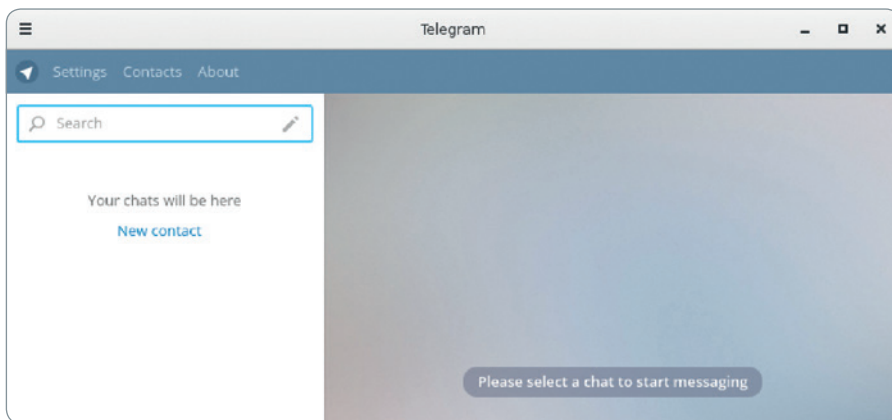 Telegram
Settings Contacts About
Search
Your chats will be here
New contact
Please select a chat to start messaging